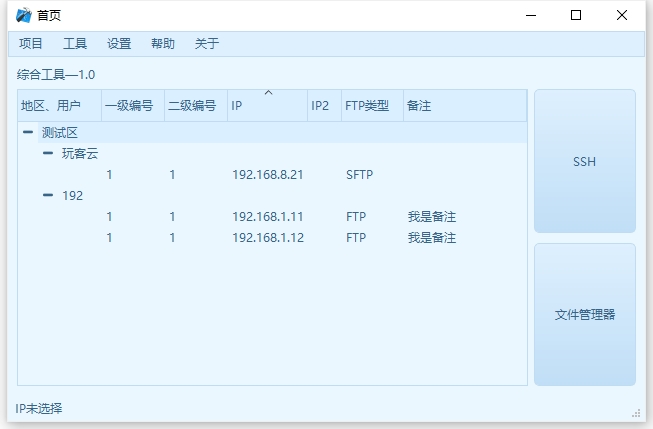 首页
项目 工具 设置 帮助 关于
综合工具—1.0
地区、用户 一级编号 二级编号 IP IP2 FTP类型 备注
测试区
玩客云
1 1 192.168.8.21 SFTP
192
1 1 192.168.1.11 FTP 我是备注
1 1 192.168.1.12 FTP 我是备注
SSH
文件管理器
IP未选择